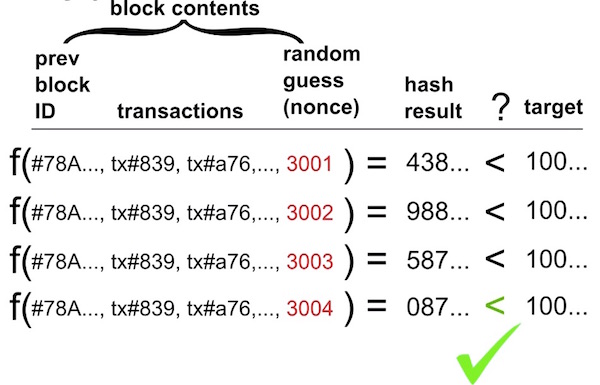 block contents
prev block ID transactions random guess (nonce) hash result ? target
f(#78A..., tx#839, tx#a76,..., 3001 ) = 438... < 100...
f(#78A..., tx#839, tx#a76,..., 3002 ) = 988... < 100...
f(#78A..., tx#839, tx#a76,..., 3003 ) = 587... < 100...
f(#78A..., tx#839, tx#a76,..., 3004 ) = 087... < 100...